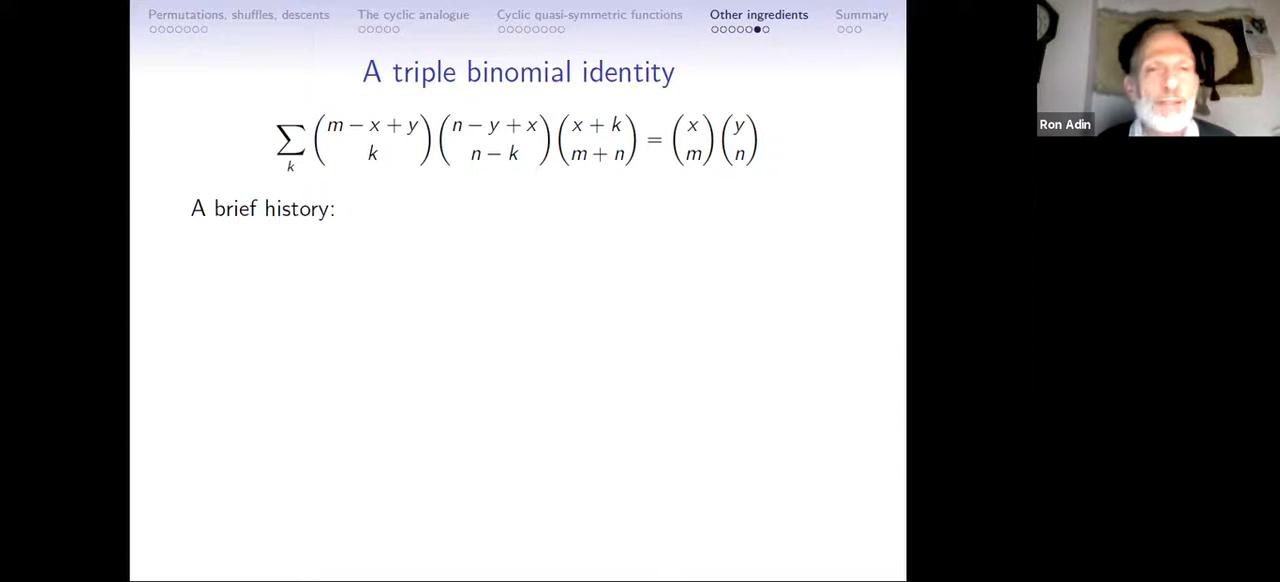 Permutations, shuffles, descents The cyclic analogue Cyclic quasi-symmetric functions Other ingredients Summary
A triple binomial identity
∑_k \binom{m − x + y}{k} \binom{n − y + x}{n − k} \binom{x + k}{m + n} = \binom{x}{m} \binom{y}{n}
A brief history:
Ron Adin